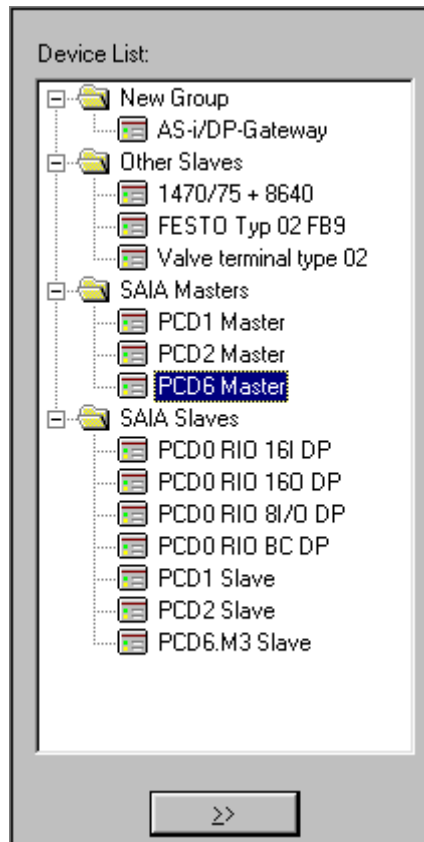 Device List:
New Group
AS-i/DP-Gateway
Other Slaves
1470/75 + 8640
FESTO Typ 02 FB9
Valve terminal type 02
SAIA Masters
PCD1 Master
PCD2 Master
PCD6 Master
SAIA Slaves
PCD0 RIO 16I DP
PCD0 RIO 16O DP
PCD0 RIO 8I/O DP
PCD0 RIO BC DP
PCD1 Slave
PCD2 Slave
PCD6.M3 Slave
>>